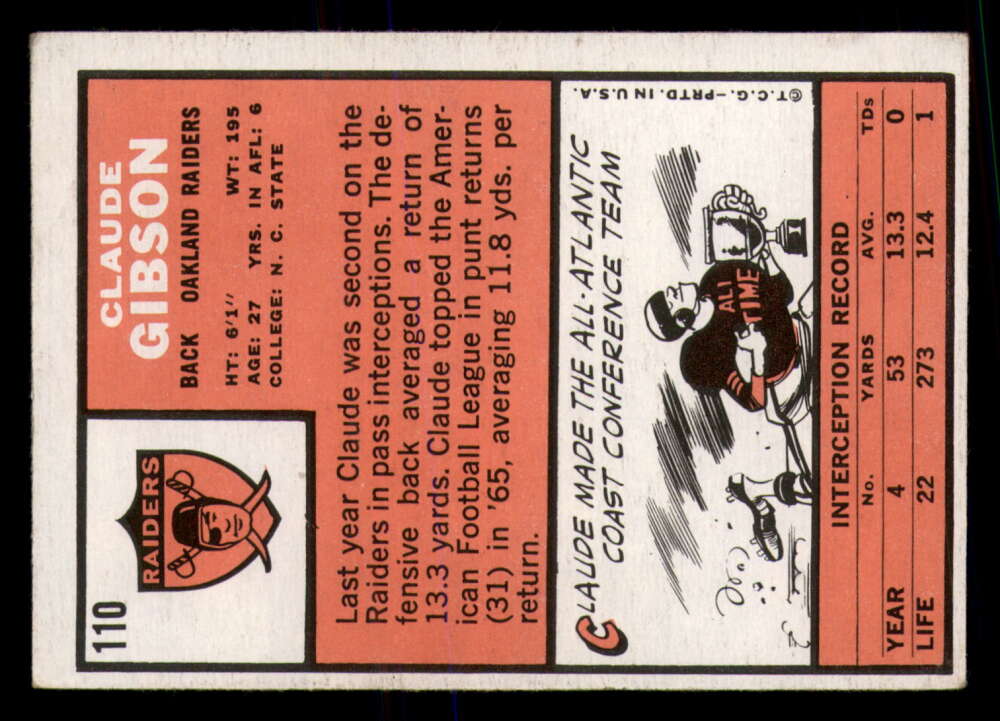 110
RAIDERS
CLAUDE
GIBSON
BACK OAKLAND RAIDERS
HT: 6'1" WT: 195
AGE: 27 YRS. IN AFL: 6
COLLEGE: N. C. STATE
Last year Claude was second on the
Raiders in pass interceptions. The de-
fensive back averaged a return of
13.3 yards. Claude topped the Amer-
ican Football League in punt returns
(31) in '65, averaging 11.8 yds. per
return.
CLAUDE MADE THE ALL-ATLANTIC
COAST CONFERENCE TEAM
ALL
TIME
1
©T.C.G.—PRTD. IN U.S.A.
INTERCEPTION RECORD
No. YARDS AVG. TDs
YEAR 4 53 13.3 0
LIFE 22 273 12.4 1